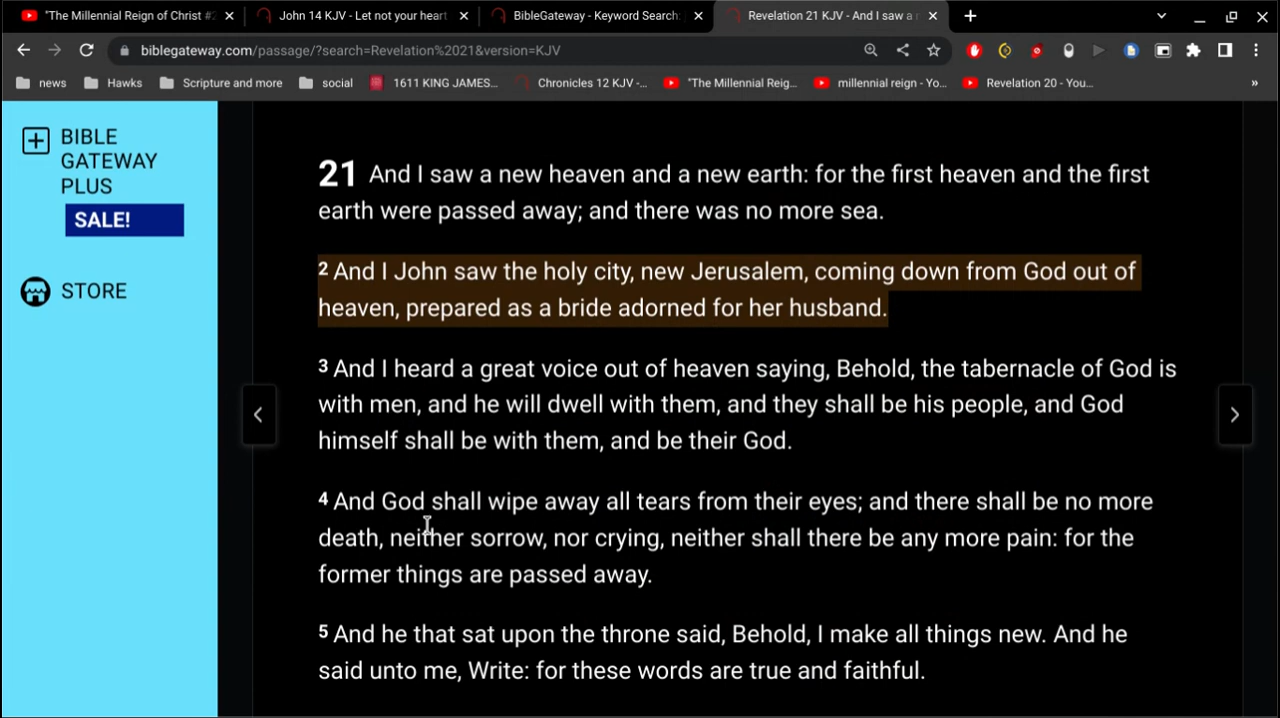 "The Millennial Reign of Christ #2
John 14 KJV - Let not your heart
BibleGateway - Keyword Search:
Revelation 21 KJV - And I saw a n
biblegateway.com/passage/?search=Revelation%2021&version=KJV
news
Hawks
Scripture and more
social
1611 KING JAMES...
Chronicles 12 KJV -...
"The Millennial Reig...
millennial reign - Yo...
Revelation 20 - You...
»
BIBLE
GATEWAY
PLUS
SALE!
STORE
21 And I saw a new heaven and a new earth: for the first heaven and the first
earth were passed away; and there was no more sea.
2 And I John saw the holy city, new Jerusalem, coming down from God out of
heaven, prepared as a bride adorned for her husband.
3 And I heard a great voice out of heaven saying, Behold, the tabernacle of God is
with men, and he will dwell with them, and they shall be his people, and God
himself shall be with them, and be their God.
4 And God shall wipe away all tears from their eyes; and there shall be no more
death, neither sorrow, nor crying, neither shall there be any more pain: for the
former things are passed away.
5 And he that sat upon the throne said, Behold, I make all things new. And he
said unto me, Write: for these words are true and faithful.